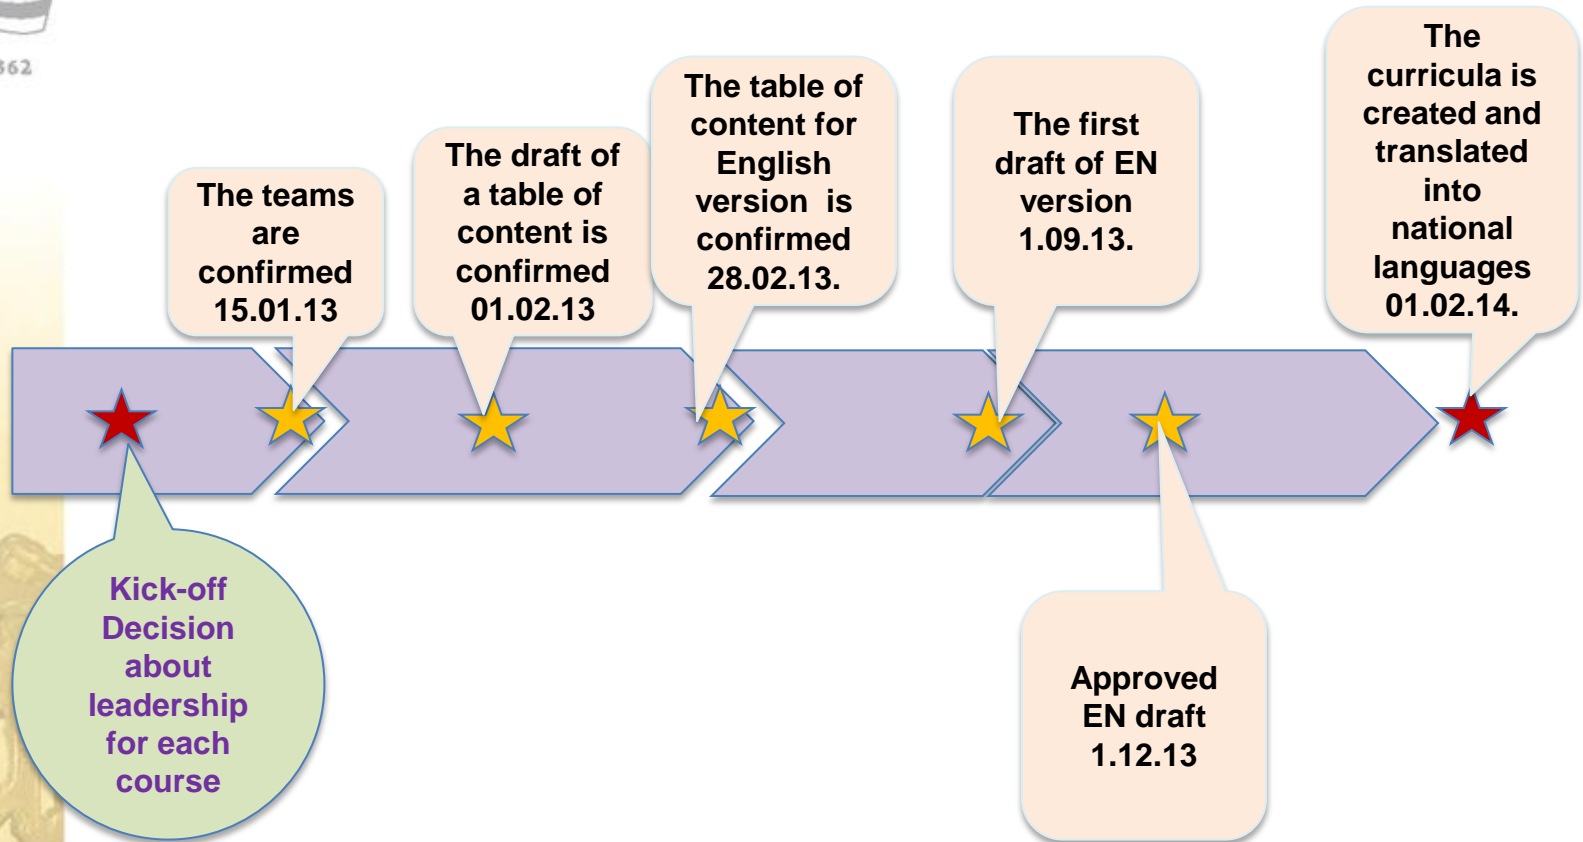 362
The teams
are
confirmed
15.01.13
The draft of
a table of
content is
confirmed
01.02.13
The table of
content for
English
version is
confirmed
28.02.13.
The first
draft of EN
version
1.09.13.
The
curricula is
created and
translated
into
national
languages
01.02.14.
Kick-off
Decision
about
leadership
for each
course
Approved
EN draft
1.12.13